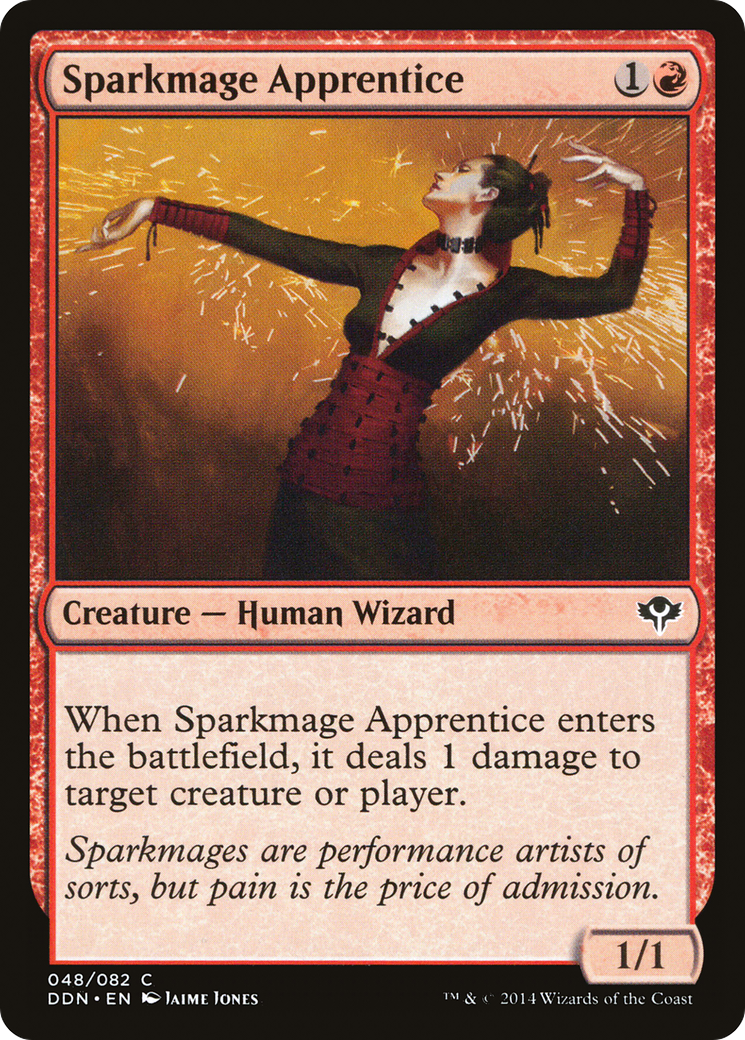 Sparkmage Apprentice 1
Creature — Human Wizard
When Sparkmage Apprentice enters
the battlefield, it deals 1 damage to
target creature or player.
Sparkmages are performance artists of
sorts, but pain is the price of admission.
1/1
048/082 C
DDN • EN Jaime Jones
™ & © 2014 Wizards of the Coast